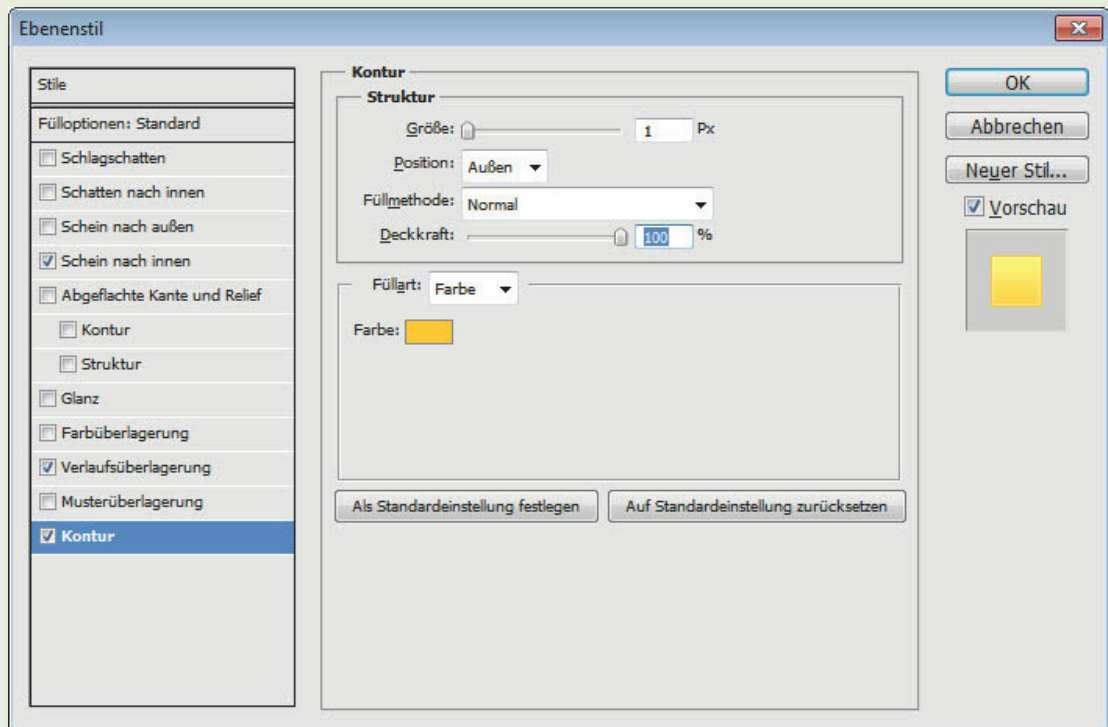 Ebenenstil
Stile
Fülloptionen: Standard
Schlagschatten
Schatten nach innen
Schein nach außen
Schein nach innen
Abgeflachte Kante und Relief
Kontur
Struktur
Glanz
Farbüberlagerung
Verlaufsüberlagerung
Musterüberlagerung
Kontur
Kontur
Struktur
Größe: 1 Px
Position: Außen
Füllmethode: Normal
Deckkraft: 100 %
Füllart: Farbe
Farbe:
Als Standardeinstellung festlegen Auf Standardeinstellung zurücksetzen
OK
Abbrechen
Neuer Stil...
Vorschau